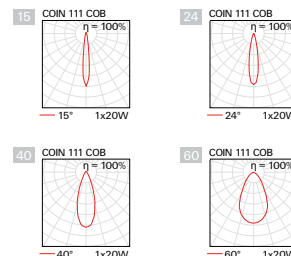 15 COIN 111 COB
η = 100%
15° 1x20W
24 COIN 111 COB
η = 100%
24° 1x20W
40 COIN 111 COB
η = 100%
40° 1x20W
60 COIN 111 COB
η = 100%
60° 1x20W